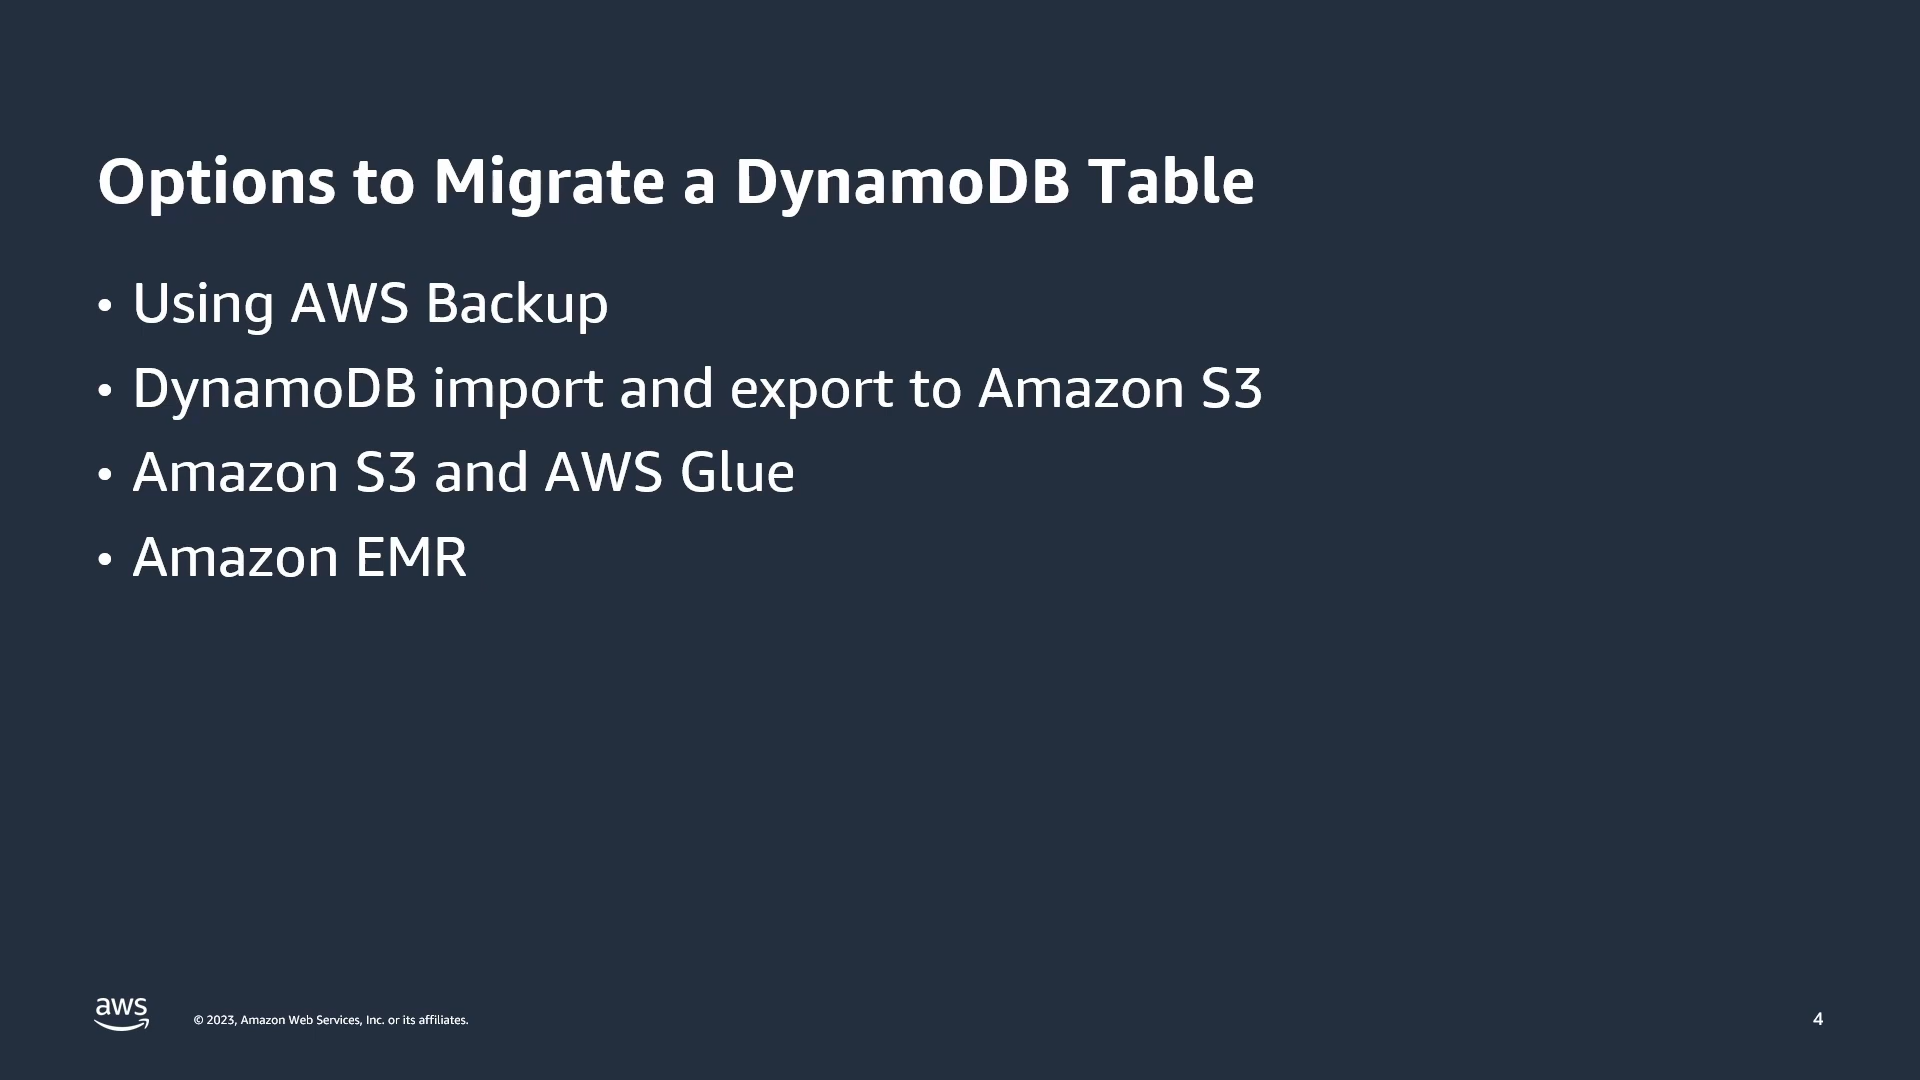 Options to Migrate a DynamoDB Table
• Using AWS Backup
• DynamoDB import and export to Amazon S3
• Amazon S3 and AWS Glue
• Amazon EMR
aws
© 2023, Amazon Web Services, Inc. or its affiliates.
4